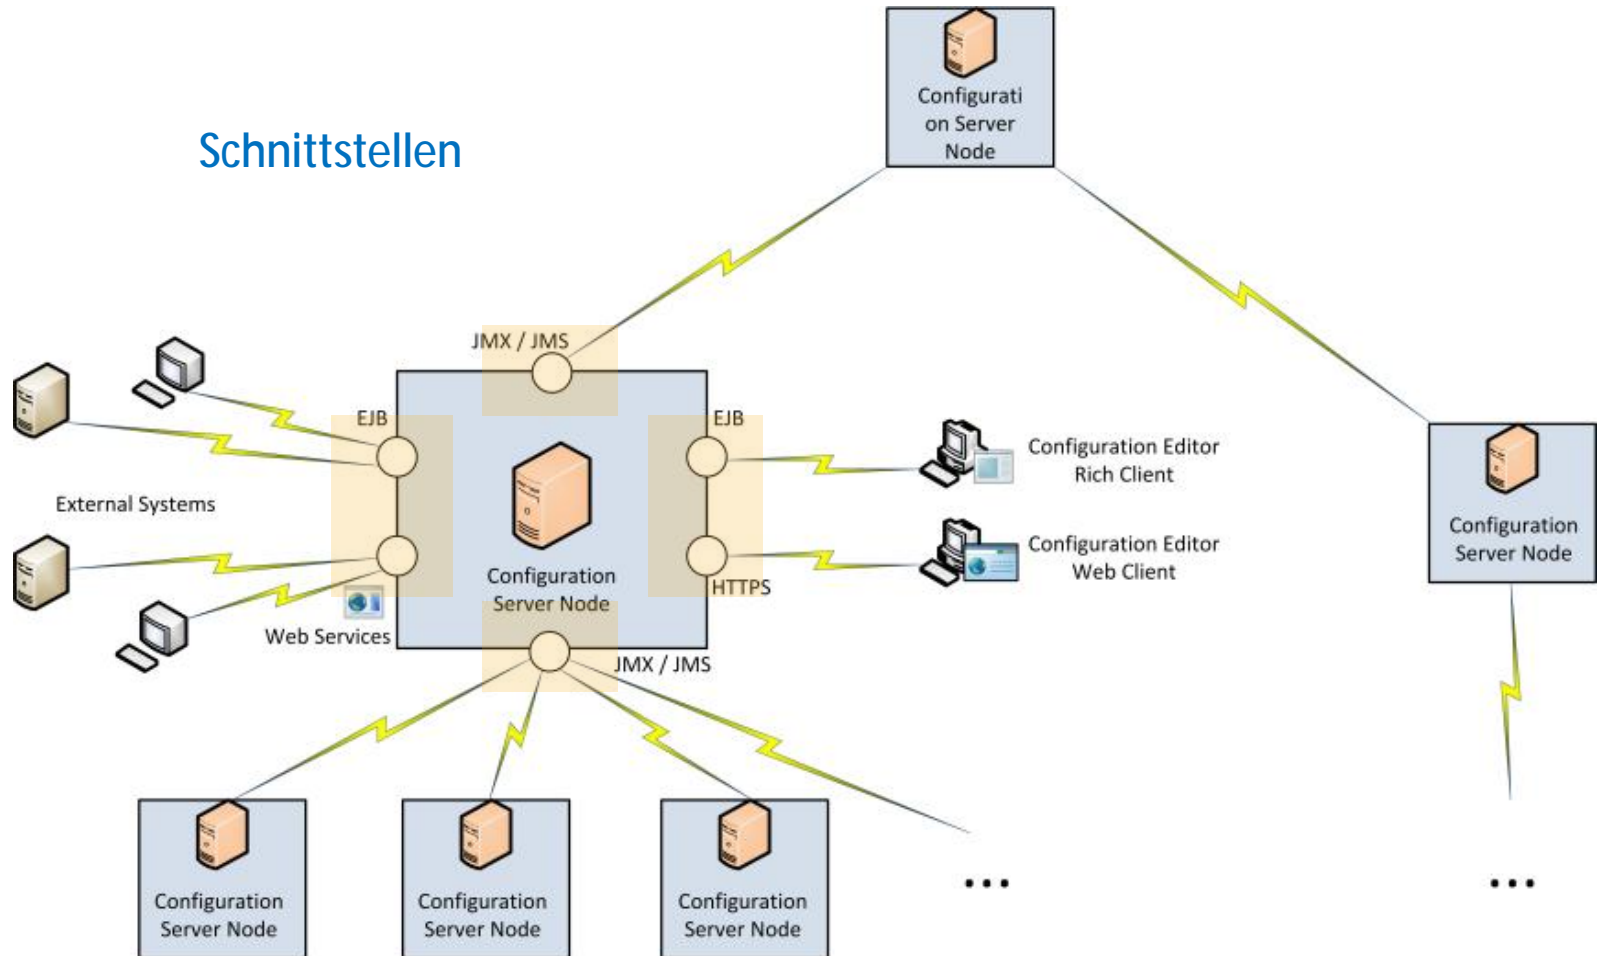 Schnittstellen
Configurati
on Server
Node
JMX / JMS
EJB
EJB
External Systems
Configuration Editor
Rich Client
Configuration
Server Node
Configuration Editor
Web Client
Configuration
Server Node
HTTPS
Web Services
JMX / JMS
Configuration
Server Node
Configuration
Server Node
Configuration
Server Node
...
...